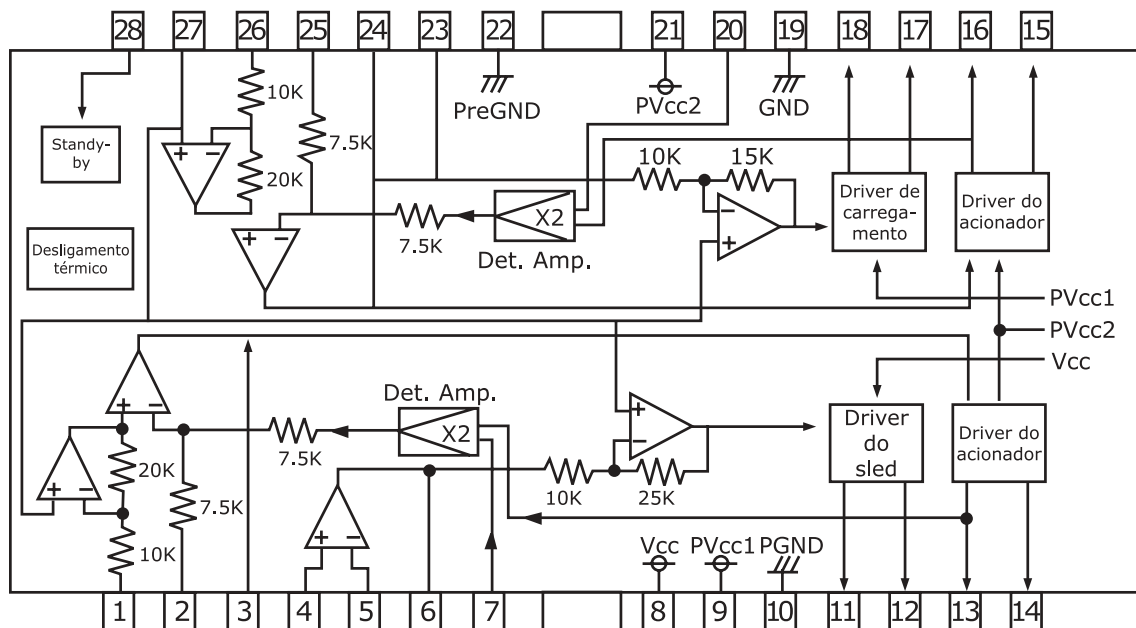 28 27 26 25 24 23 22 21 20 19 18 17 16 15
10K
PreGND
PVcc2
GND
Standy-
by
7.5K
20K
10K 15K
X2
Driver de
carrega-
mento
Driver do
acionador
7.5K
Det. Amp.
Desligamento
térmico
PVcc1
PVcc2
Vcc
Det. Amp.
X2
7.5K
Driver
do
sled
Driver do
acionador
20K
7.5K
10K 25K
10K
Vcc PVcc1 PGND
1 2 3 4 5 6 7 8 9 10 11 12 13 14